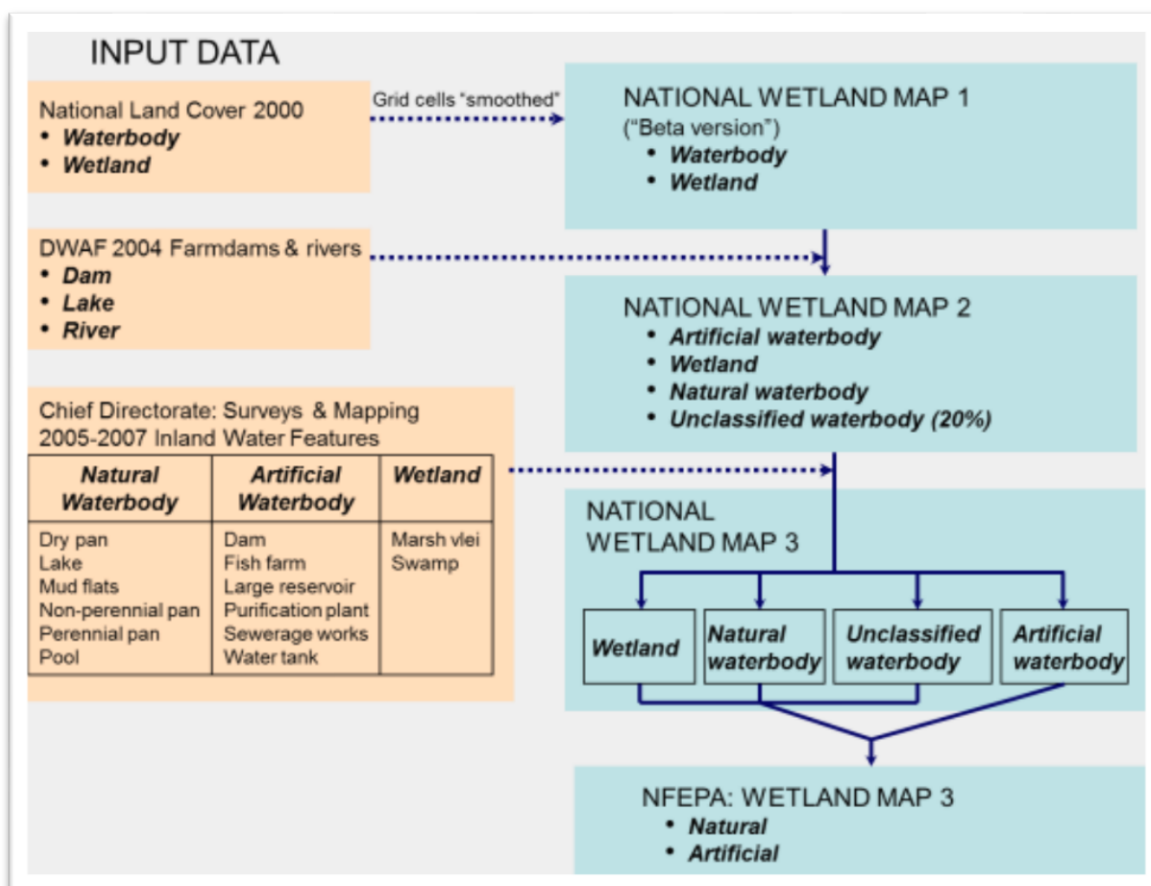 INPUT DATA
National Land Cover 2000
• Waterbody
• Wetland
Grid cells “smoothed”
NATIONAL WETLAND MAP 1
(“Beta version”)
• Waterbody
• Wetland
DWAF 2004 Farmdams & rivers
• Dam
• Lake
• River
NATIONAL WETLAND MAP 2
• Artificial waterbody
• Wetland
• Natural waterbody
• Unclassified waterbody (20%)
Chief Directorate: Surveys & Mapping
2005-2007 Inland Water Features
Natural
Waterbody
Artificial
Waterbody
Wetland
Dry pan
Lake
Mud flats
Non-perennial pan
Perennial pan
Pool
Dam
Fish farm
Large reservoir
Purification plant
Sewerage works
Water tank
Marsh vlei
Swamp
NATIONAL
WETLAND MAP 3
Wetland
Natural
waterbody
Unclassified
waterbody
Artificial
waterbody
NFEPA: WETLAND MAP 3
• Natural
• Artificial